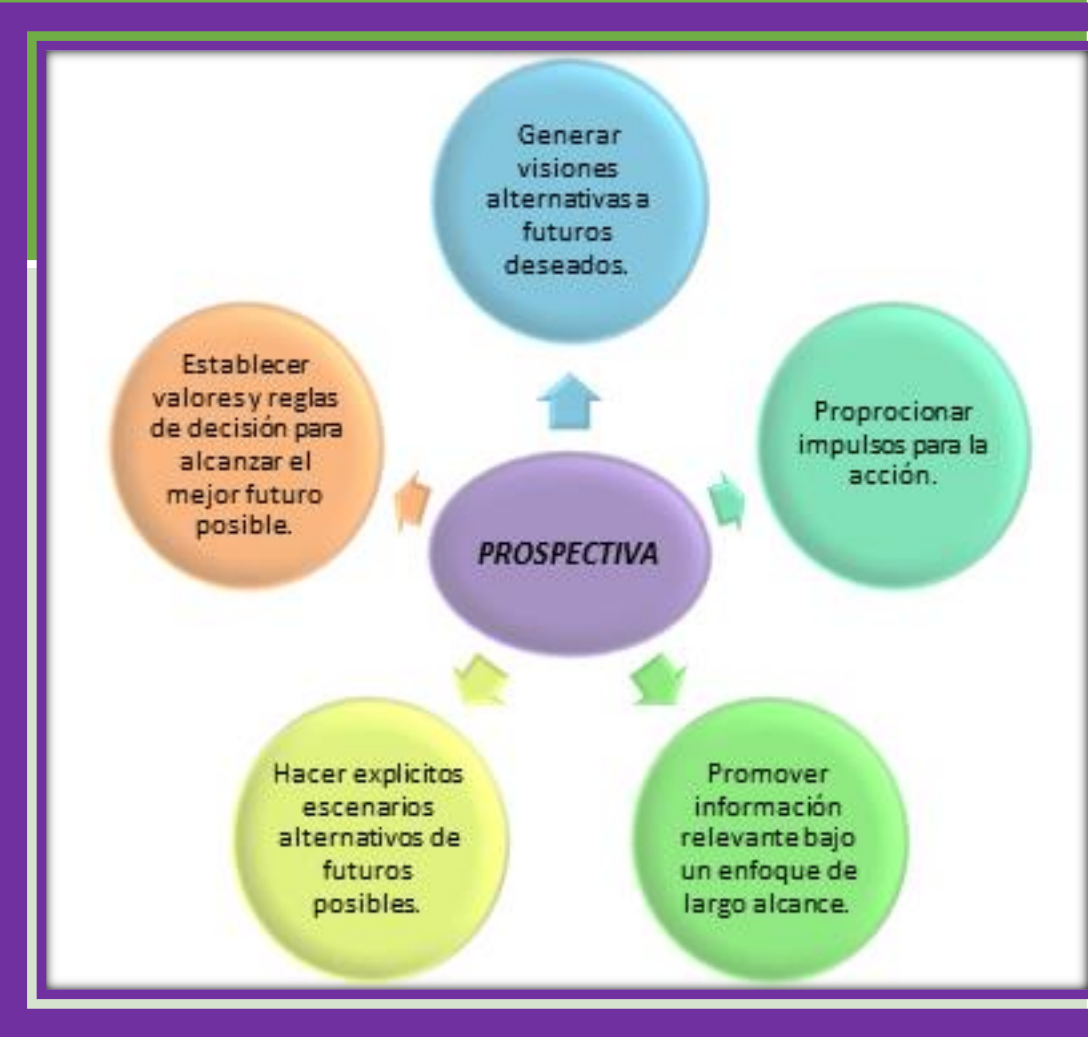 Generar
visiones
alternativas a
futuros
deseados.
Proprocionar
impulsos para la
acción.
Promover
información
relevante bajo
un enfoque de
largo alcance.
Hacer explicitos
escenarios
alternativos de
futuros
posibles.
Establecer
valores y reglas
de decisión para
alcanzar el
mejor futuro
posible.
PROSPECTIVA